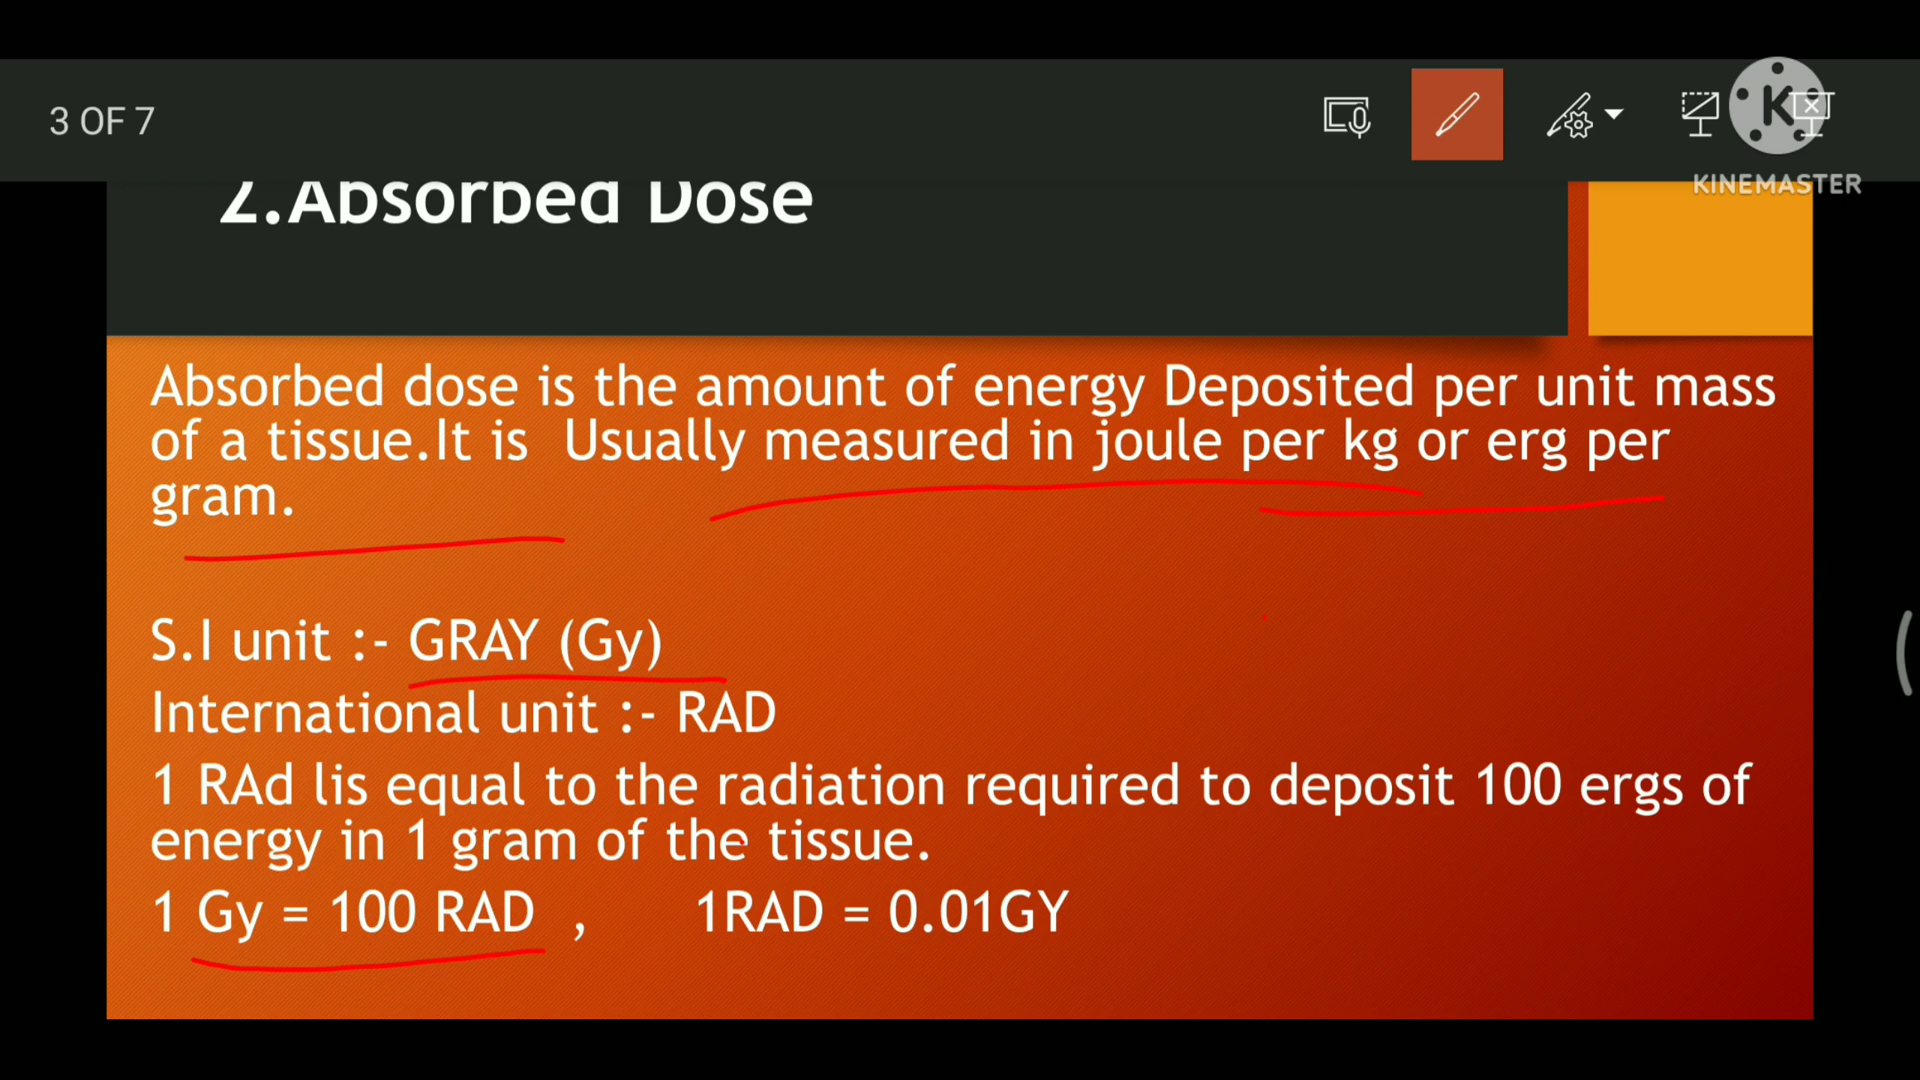 3 OF 7
K
KINEMASTER
2.Absorbed Dose
Absorbed dose is the amount of energy Deposited per unit mass
of a tissue.It is  Usually measured in joule per kg or erg per
gram.
S.I unit :- GRAY (Gy)
International unit :- RAD
1 RAd lis equal to the radiation required to deposit 100 ergs of
energy in 1 gram of the tissue.
1 Gy = 100 RAD  ,      1RAD = 0.01GY